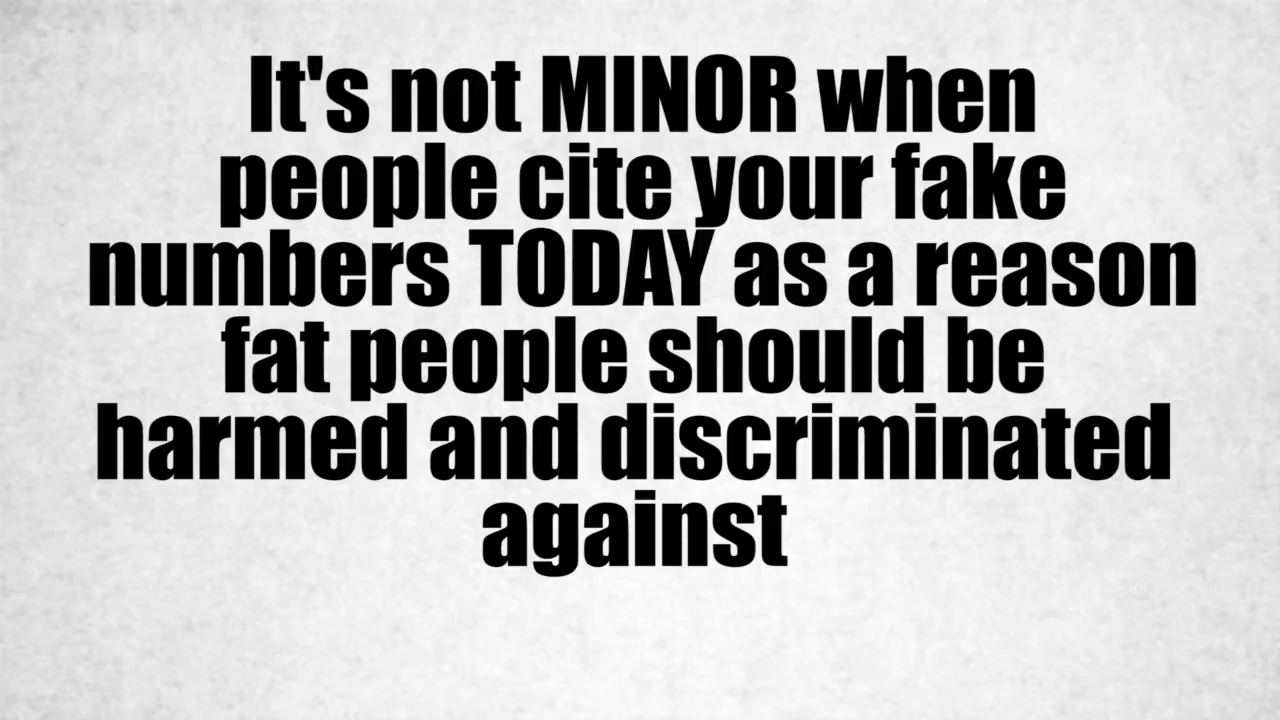 It's not MINOR when
people cite your fake
numbers TODAY as a reason
fat people should be
harmed and discriminated
against